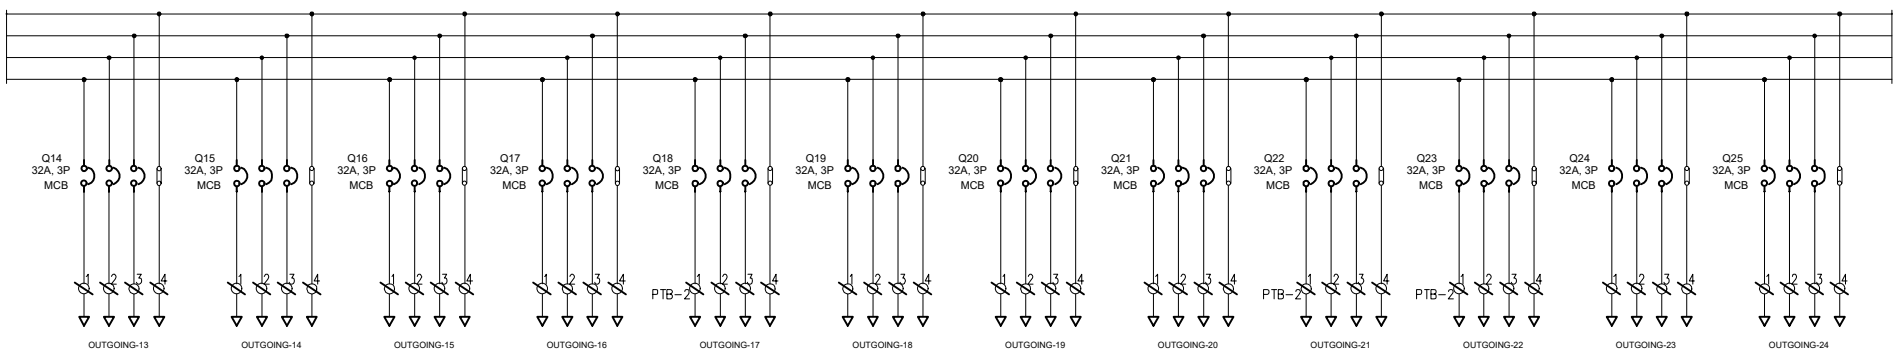 Q14
32A, 3P
MCB
Q15
32A, 3P
MCB
Q16
32A, 3P
MCB
Q17
32A, 3P
MCB
Q18
32A, 3P
MCB
Q19
32A, 3P
MCB
Q20
32A, 3P
MCB
Q21
32A, 3P
MCB
Q22
32A, 3P
MCB
Q23
32A, 3P
MCB
Q24
32A, 3P
MCB
Q25
32A, 3P
MCB
1 2 3 4
1 2 3 4
1 2 3 4
1 2 3 4
PTB-2 1 2 3 4
1 2 3 4
1 2 3 4
1 2 3 4
PTB-2 1 2 3 4
PTB-2 1 2 3 4
1 2 3 4
1 2 3 4
OUTGOING-13
OUTGOING-14
OUTGOING-15
OUTGOING-16
OUTGOING-17
OUTGOING-18
OUTGOING-19
OUTGOING-20
OUTGOING-21
OUTGOING-22
OUTGOING-23
OUTGOING-24